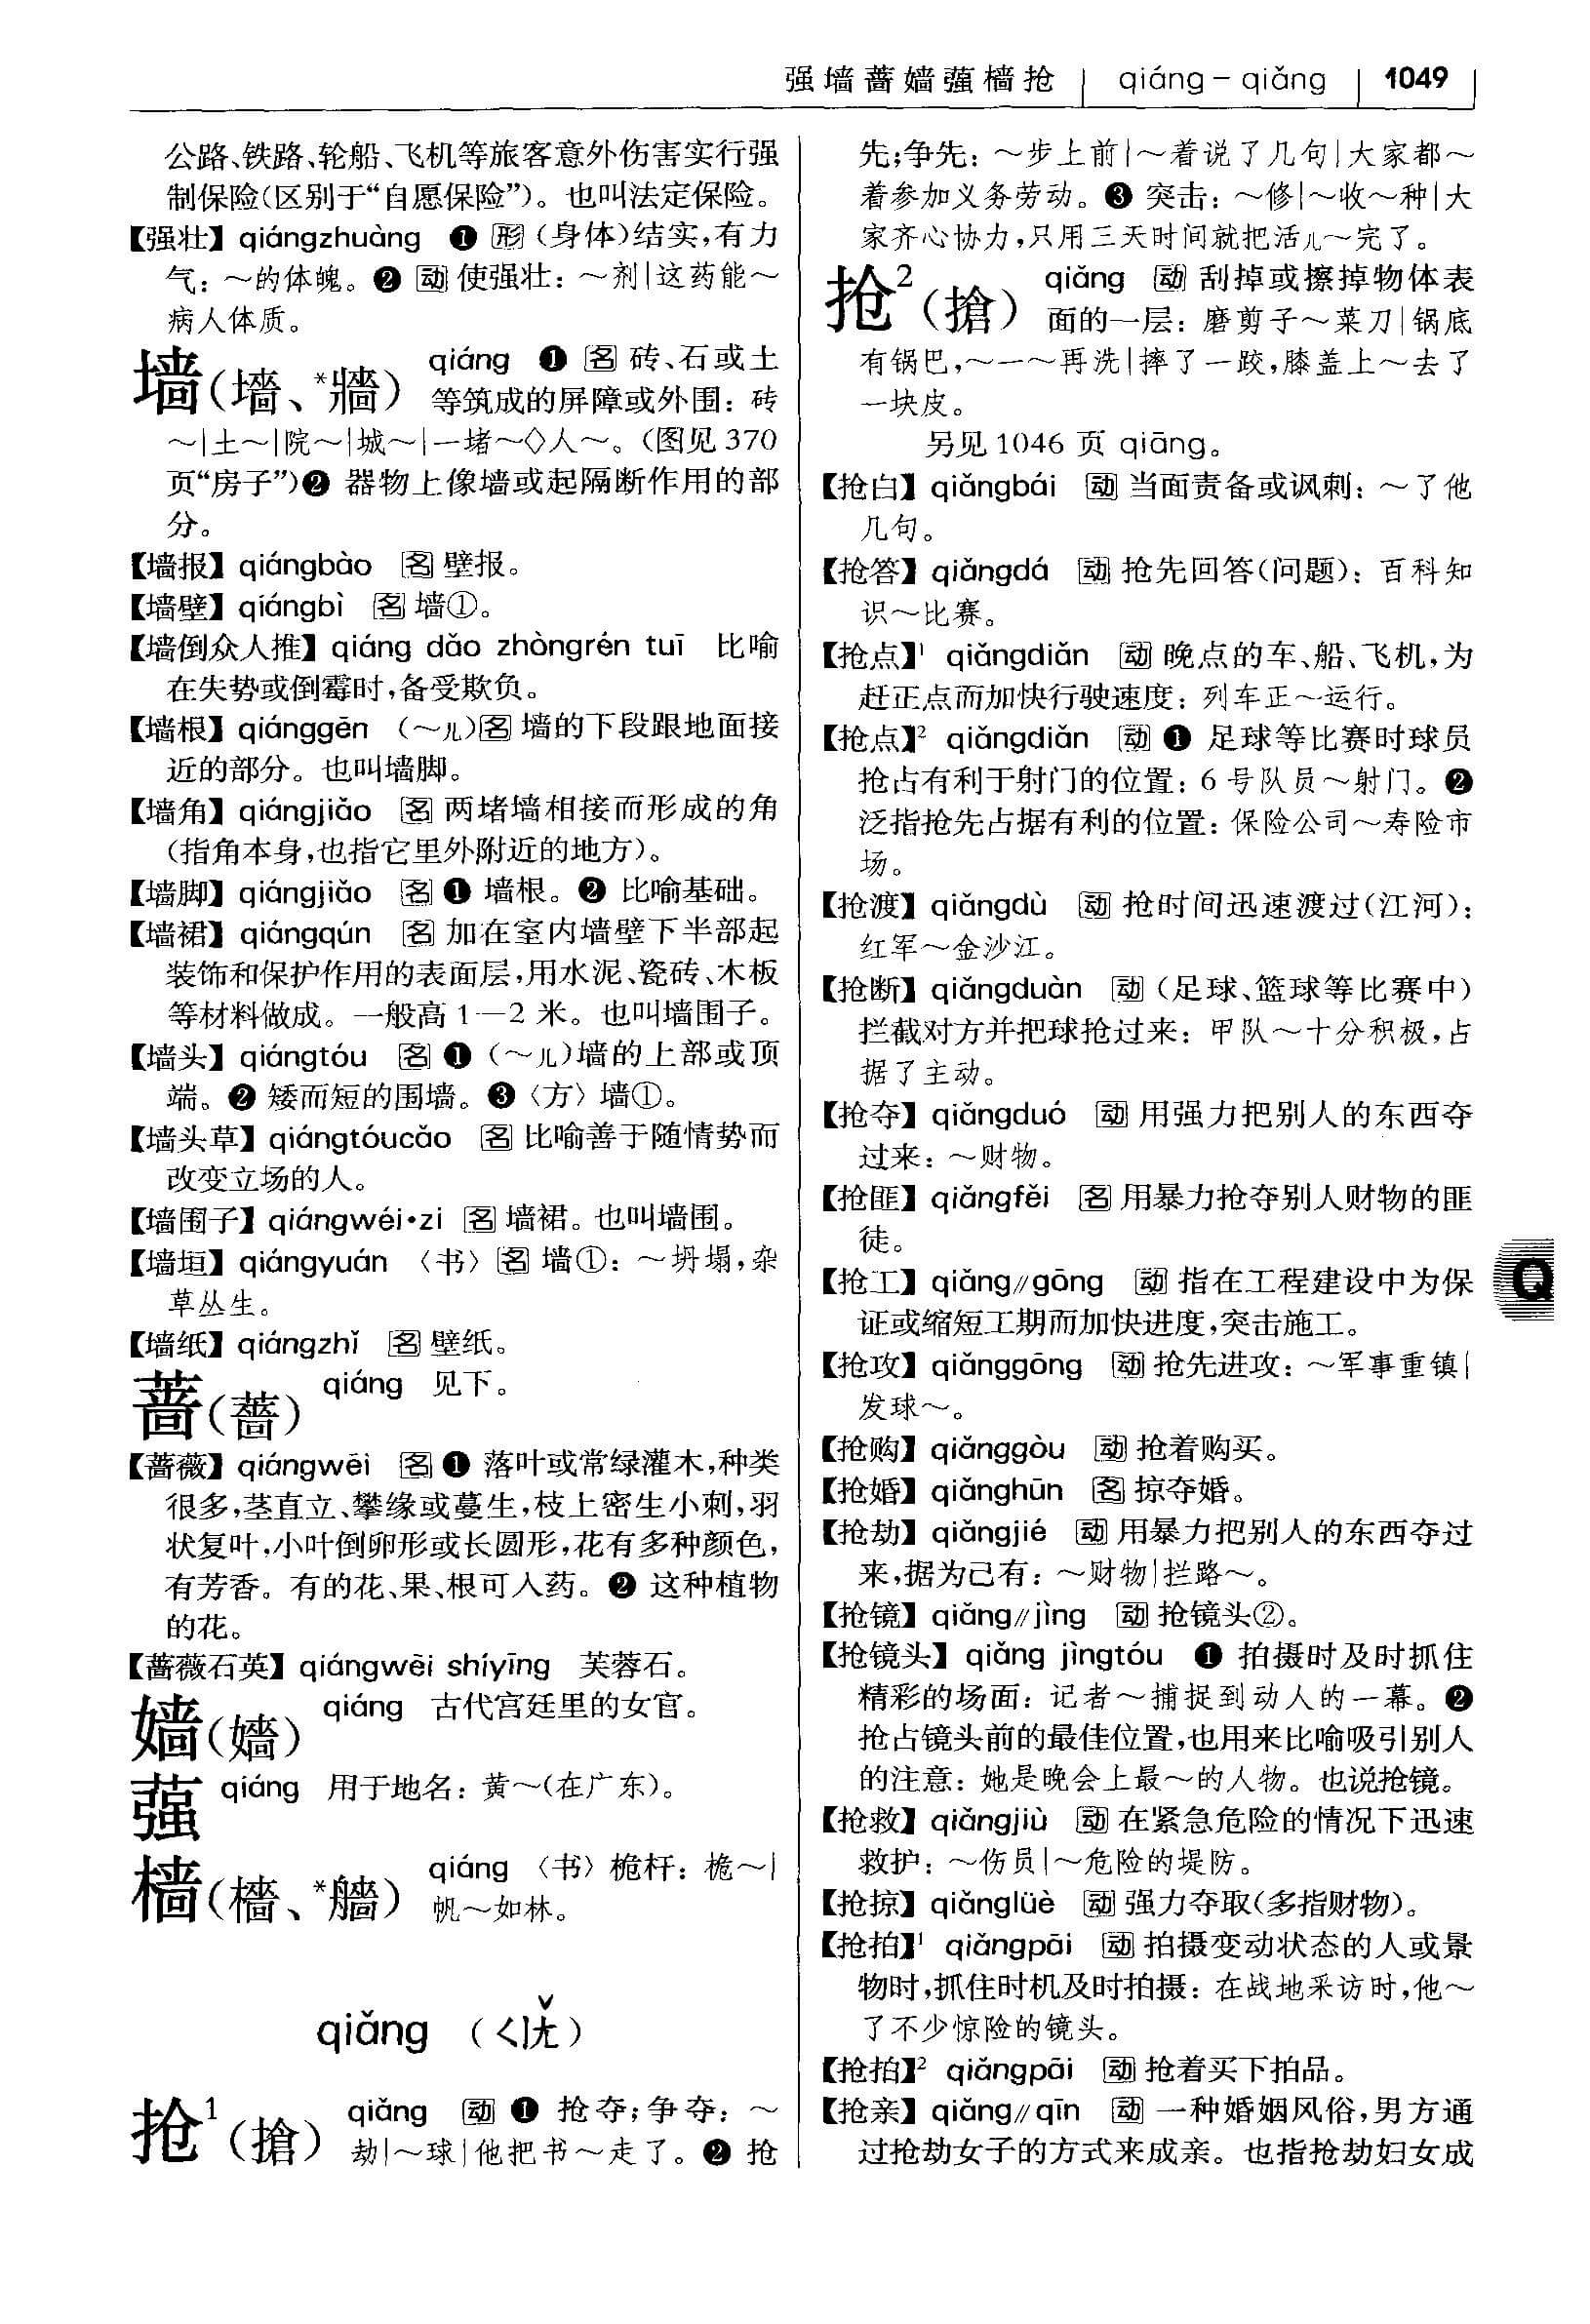 强墙蔷嫱蔃樯抢 qiáng－qiǎng 1049
公路、铁路、轮船、飞机等旅客意外伤害实行强
制保险(区别于“自愿保险”)。也叫法定保险。
【强壮】qiángzhuàng ❶ 形 (身体)结实,有力
气：～的体魄。❷ 动 使强壮：～剂|这药能～
病人体质。
墙(墻、*牆) qiáng ❶ 名 砖、石或土
等筑成的屏障或外围：砖
～|土～|院～|城～|一堵～◇人～。(图见 370
页“房子”)❷ 器物上像墙或起隔断作用的部
分。
【墙报】qiángbào 名 壁报。
【墙壁】qiángbì 名 墙①。
【墙倒众人推】qiáng dǎo zhòngrén tuī 比喻
在失势或倒霉时,备受欺负。
【墙根】qiánggēn (～儿)名 墙的下段跟地面接
近的部分。也叫墙脚。
【墙角】qiángjiǎo 名 两堵墙相接而形成的角
(指角本身,也指它里外附近的地方)。
【墙脚】qiángjiǎo 名 ❶ 墙根。❷ 比喻基础。
【墙裙】qiángqún 名 加在室内墙壁下半部起
装饰和保护作用的表面层,用水泥、瓷砖、木板
等材料做成。一般高 1—2 米。也叫墙围子。
【墙头】qiángtóu 名 ❶ (～儿)墙的上部或顶
端。❷ 矮而短的围墙。❸〈方〉墙①。
【墙头草】qiángtóucǎo 名 比喻善于随情势而
改变立场的人。
【墙围子】qiángwéi•zi 名 墙裙。也叫墙围。
【墙垣】qiángyuán 〈书〉名 墙①：～坍塌,杂
草丛生。
【墙纸】qiángzhǐ 名 壁纸。
蔷(薔) qiáng 见下。
【蔷薇】qiángwēi 名 ❶ 落叶或常绿灌木,种类
很多,茎直立、攀缘或蔓生,枝上密生小刺,羽
状复叶,小叶倒卵形或长圆形,花有多种颜色,
有芳香。有的花、果、根可入药。❷ 这种植物
的花。
【蔷薇石英】qiángwēi shíyīng 芙蓉石。
嫱(嬙) qiáng 古代宫廷里的女官。
蔃 qiáng 用于地名：黄～(在广东)。
樯(檣、*艢) qiáng 〈书〉桅杆：桅～|
帆～如林。
qiǎng (ㄑㄧㄤˇ)
抢¹(搶) qiǎng 动 ❶ 抢夺;争夺：～
劫|～球|他把书～走了。❷ 抢
先;争先：～步上前|～着说了几句|大家都～
着参加义务劳动。❸ 突击：～修|～收～种|大
家齐心协力,只用三天时间就把活儿～完了。
抢²(搶) qiǎng 动 刮掉或擦掉物体表
面的一层：磨剪子～菜刀|锅底
有锅巴,～一～再洗|摔了一跤,膝盖上～去了
一块皮。
另见 1046 页 qiāng。
【抢白】qiǎngbái 动 当面责备或讽刺：～了他
几句。
【抢答】qiǎngdá 动 抢先回答(问题)：百科知
识～比赛。
【抢点】¹ qiǎngdiǎn 动 晚点的车、船、飞机,为
赶正点而加快行驶速度：列车正～运行。
【抢点】² qiǎngdiǎn 动 ❶ 足球等比赛时球员
抢占有利于射门的位置：6 号队员～射门。❷
泛指抢先占据有利的位置：保险公司～寿险市
场。
【抢渡】qiǎngdù 动 抢时间迅速渡过(江河)：
红军～金沙江。
【抢断】qiǎngduàn 动 (足球、篮球等比赛中)
拦截对方并把球抢过来：甲队～十分积极,占
据了主动。
【抢夺】qiǎngduó 动 用强力把别人的东西夺
过来：～财物。
【抢匪】qiǎngfěi 名 用暴力抢夺别人财物的匪
徒。
【抢工】qiǎng∥gōng 动 指在工程建设中为保
证或缩短工期而加快进度,突击施工。
【抢攻】qiǎnggōng 动 抢先进攻：～军事重镇|
发球～。
【抢购】qiǎnggòu 动 抢着购买。
【抢婚】qiǎnghūn 名 掠夺婚。
【抢劫】qiǎngjié 动 用暴力把别人的东西夺过
来,据为己有：～财物|拦路～。
【抢镜】qiǎng∥jìng 动 抢镜头②。
【抢镜头】qiǎng jìngtóu ❶ 拍摄时及时抓住
精彩的场面：记者～捕捉到动人的一幕。❷
抢占镜头前的最佳位置,也用来比喻吸引别人
的注意：她是晚会上最～的人物。也说抢镜。
【抢救】qiǎngjiù 动 在紧急危险的情况下迅速
救护：～伤员|～危险的堤防。
【抢掠】qiǎnglüè 动 强力夺取(多指财物)。
【抢拍】¹ qiǎngpāi 动 拍摄变动状态的人或景
物时,抓住时机及时拍摄：在战地采访时,他～
了不少惊险的镜头。
【抢拍】² qiǎngpāi 动 抢着买下拍品。
【抢亲】qiǎng∥qīn 动 一种婚姻风俗,男方通
过抢劫女子的方式来成亲。也指抢劫妇女成
Q